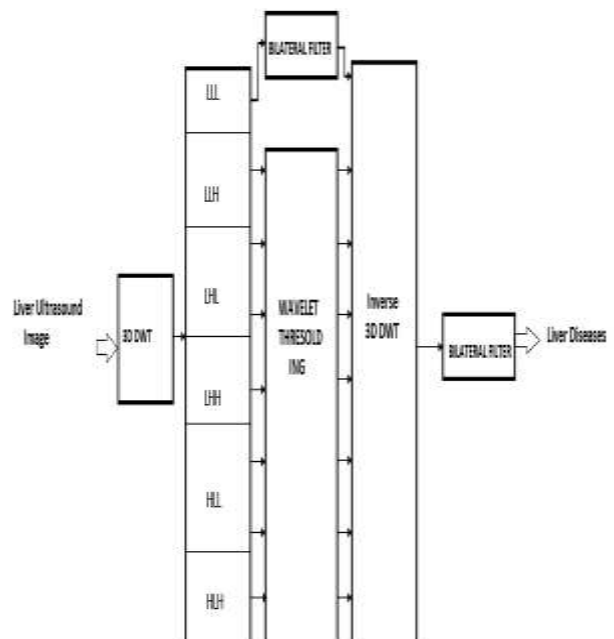 BILATERAL FILTER
LLL
LLH
LHL
LHH
HLL
HLH
Liver Ultrasound
Image
3D DWT
WAVELET
THRESOLD
ING
Inverse
3D DWT
BILATERAL FILTER
Liver Diseases